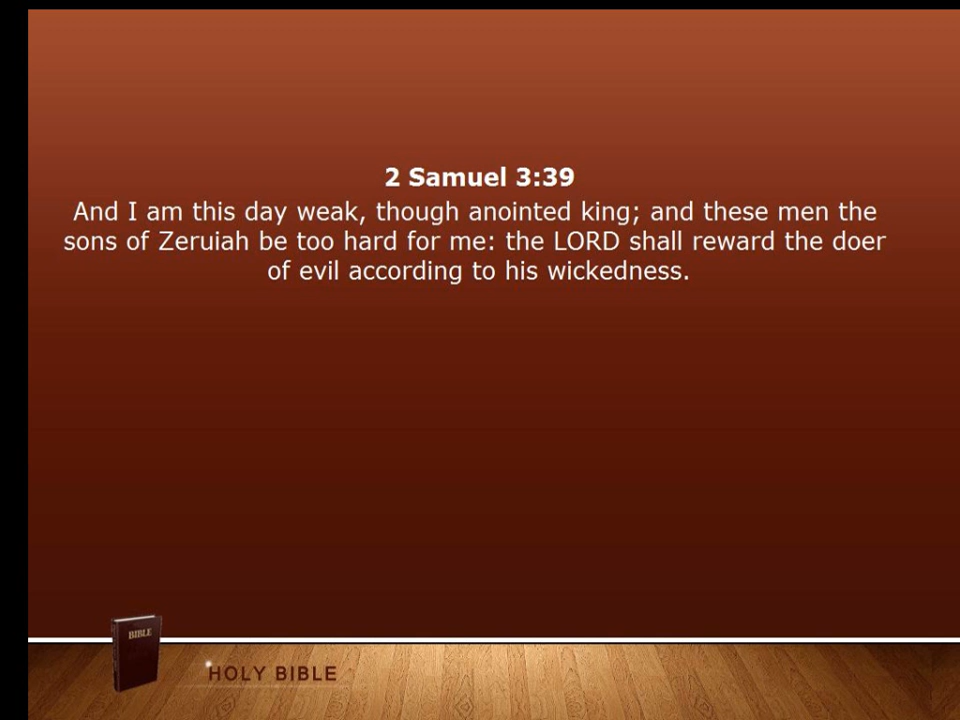 2 Samuel 3:39
And I am this day weak, though anointed king; and these men the
sons of Zeruiah be too hard for me: the LORD shall reward the doer
of evil according to his wickedness.
BIBLE
HOLY BIBLE